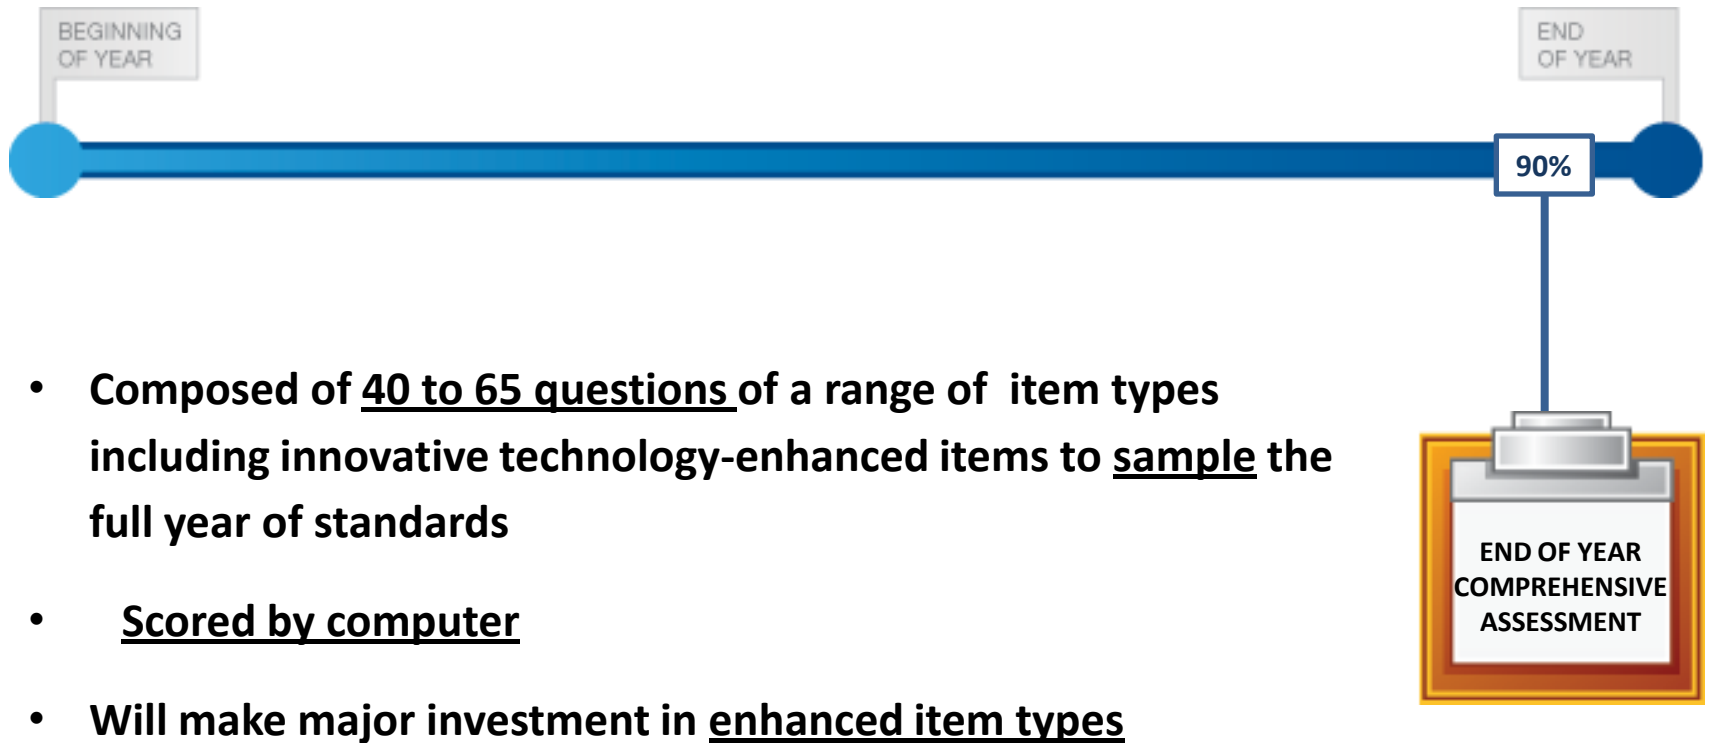 BEGINNING
OF YEAR
END
OF YEAR
90%
• Composed of 40 to 65 questions of a range of  item types
including innovative technology-enhanced items to sample the
full year of standards
• Scored by computer
• Will make major investment in enhanced item types
END OF YEAR
COMPREHENSIVE
ASSESSMENT